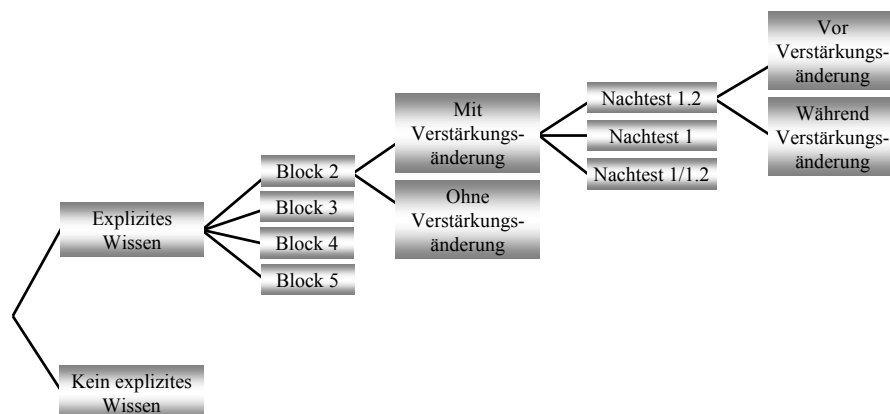 Explizites
Wissen
Kein explizites
Wissen
Block 2
Block 3
Block 4
Block 5
Mit
Verstärkungs-
änderung
Ohne
Verstärkungs-
änderung
Nachtest 1.2
Nachtest 1
Nachtest 1/1.2
Vor
Verstärkungs-
änderung
Während
Verstärkungs-
änderung